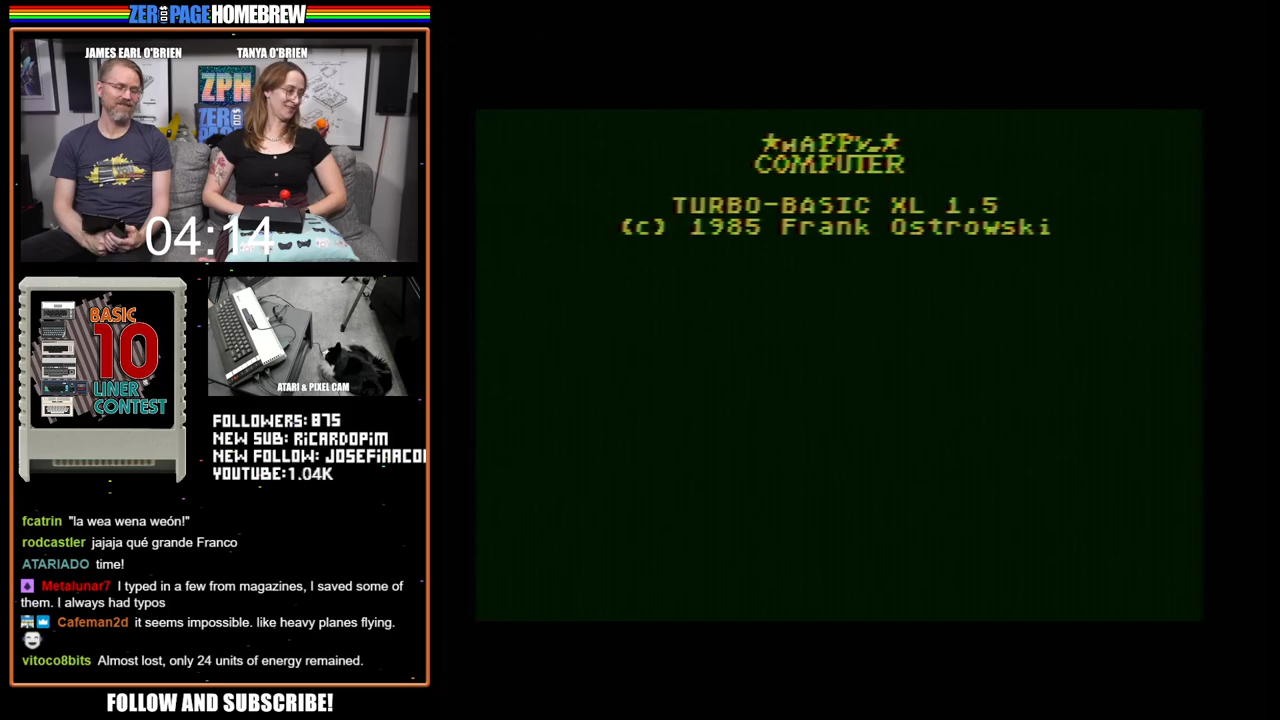 ZER PAGE HOMEBREW
JAMES EARL O'BRIEN
TANYA O'BRIEN
ZPH
04:14
BASIC
10
LINER
CONTEST
ATARI & PIXEL CAM
FOLLOWERS: 875
NEW SUB: RICARDOPIM
NEW FOLLOW: JOSEFINACO
YOUTUBE:1.04K
fcatrin "la wea wena weón!"
rodcastler jajaja qué grande Franco
ATARIADO time!
Metalunar7 I typed in a few from magazines, I saved some of
them. I always had typos
Cafeman2d it seems impossible. like heavy planes flying.
vitoco8bits Almost lost, only 24 units of energy remained.
FOLLOW AND SUBSCRIBE!
HAPPY
COMPUTER
TURBO-BASIC XL 1.5
(c) 1985 Frank Ostrowski